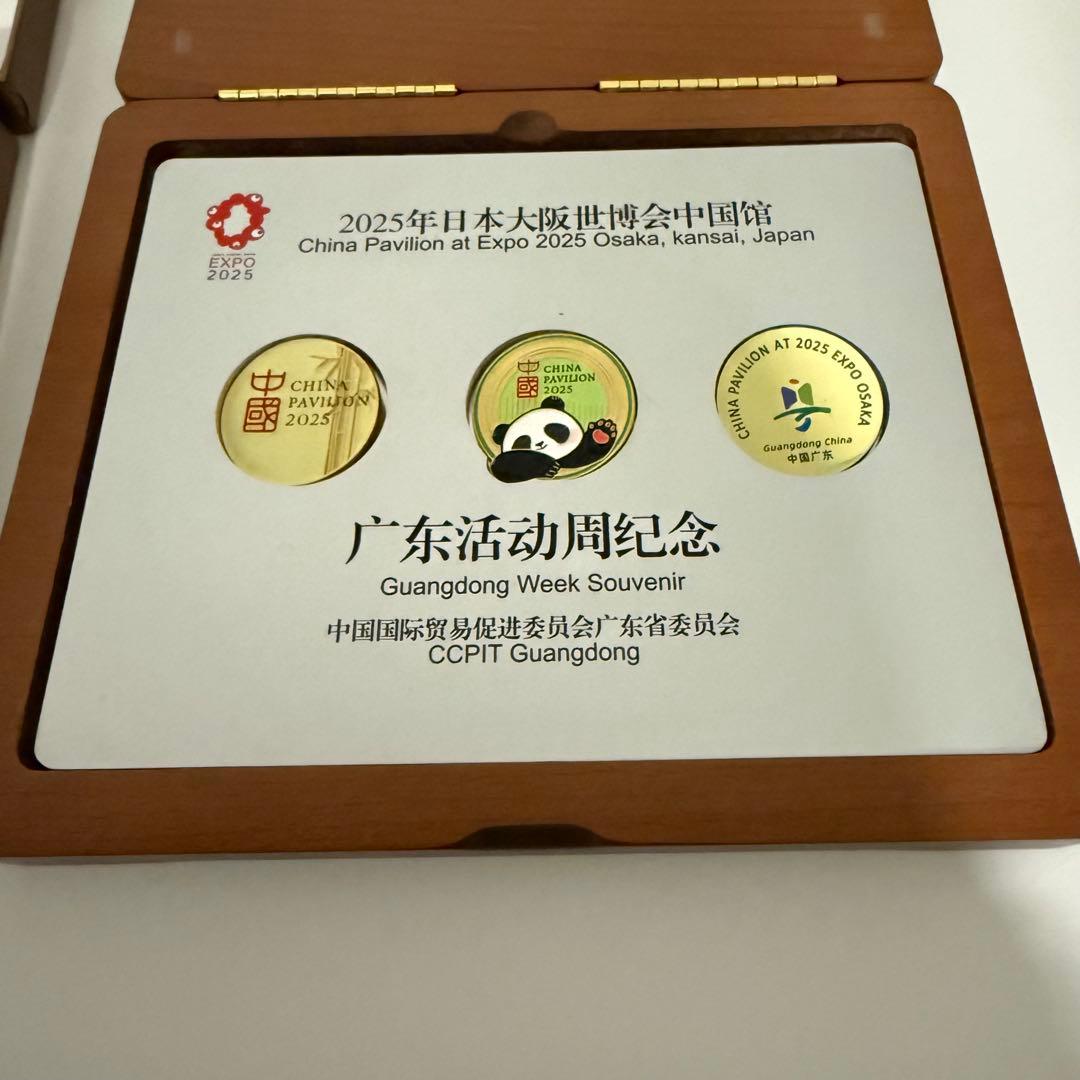 2025年日本大阪世博会中国馆
China Pavilion at Expo 2025 Osaka, kansai, Japan
EXPO
2025
中國
CHINA
PAVILION
2025
中國
CHINA
PAVILION
2025
CHINA PAVILION AT 2025 EXPO OSAKA
Guangdong China
中国广东
广东活动周纪念
Guangdong Week Souvenir
中国国际贸易促进委员会广东省委员会
CCPIT Guangdong